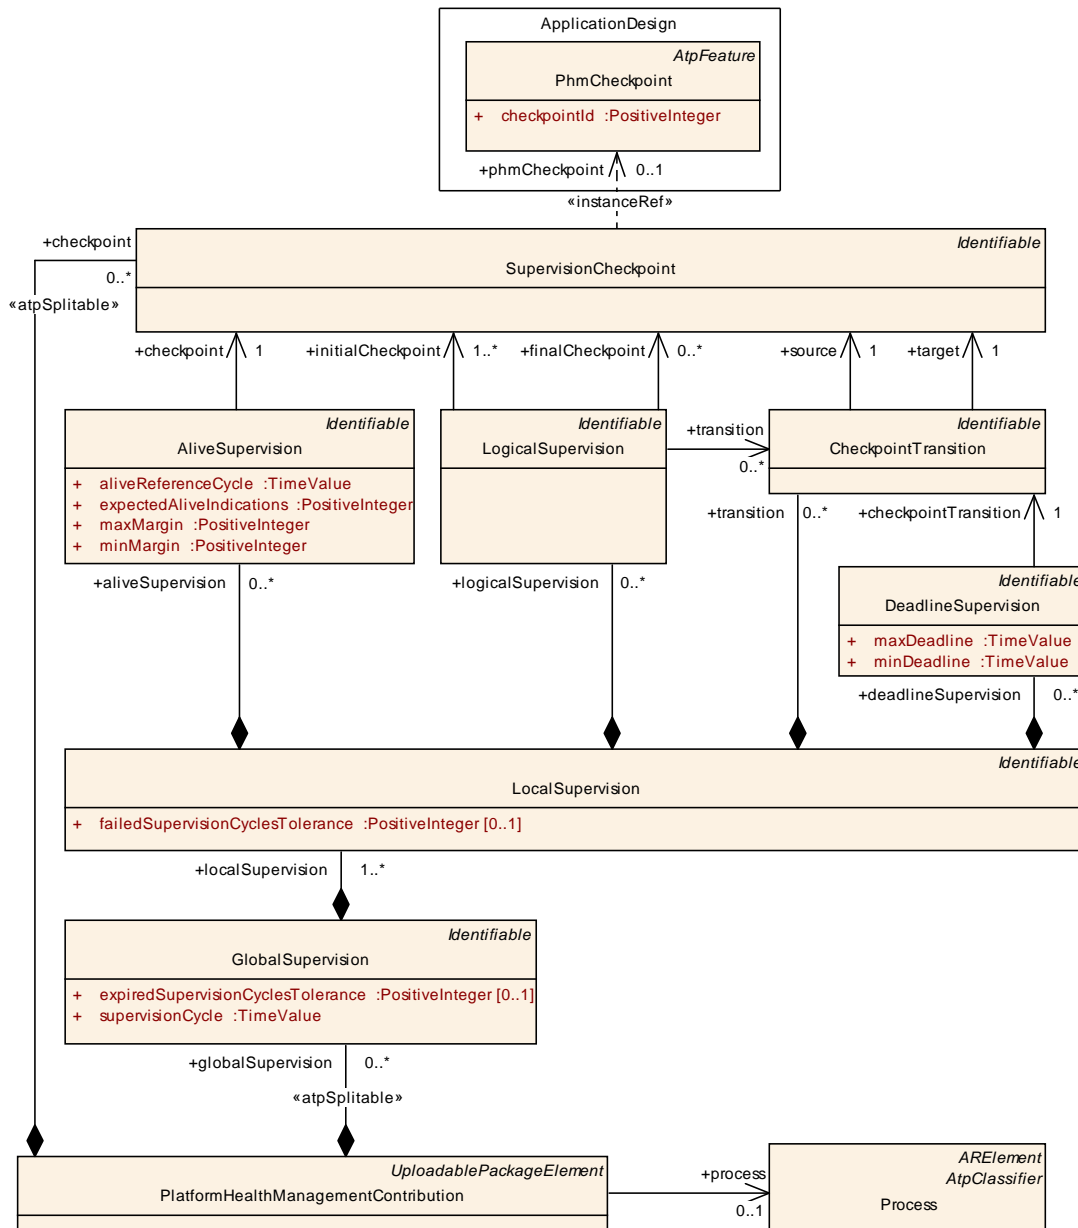 ApplicationDesign
AtpFeature
PhmCheckpoint
+ checkpointId :PositiveInteger
+phmCheckpoint 0..1
«instanceRef»
+checkpoint
0..*
«atpSplitable»
Identifiable
SupervisionCheckpoint
+checkpoint 1
+initialCheckpoint 1..*
+finalCheckpoint 0..*
+source 1
+target 1
Identifiable
AliveSupervision
+ aliveReferenceCycle :TimeValue
+ expectedAliveIndications :PositiveInteger
+ maxMargin :PositiveInteger
+ minMargin :PositiveInteger
Identifiable
LogicalSupervision
+transition
0..*
Identifiable
CheckpointTransition
+transition 0..*
+checkpointTransition 1
Identifiable
DeadlineSupervision
+ maxDeadline :TimeValue
+ minDeadline :TimeValue
+aliveSupervision 0..*
+logicalSupervision 0..*
+deadlineSupervision 0..*
Identifiable
LocalSupervision
+ failedSupervisionCyclesTolerance :PositiveInteger [0..1]
+localSupervision 1..*
Identifiable
GlobalSupervision
+ expiredSupervisionCyclesTolerance :PositiveInteger [0..1]
+ supervisionCycle :TimeValue
+globalSupervision 0..*
«atpSplitable»
UploadablePackageElement
PlatformHealthManagementContribution
+process
0..1
ARElement
AtpClassifier
Process